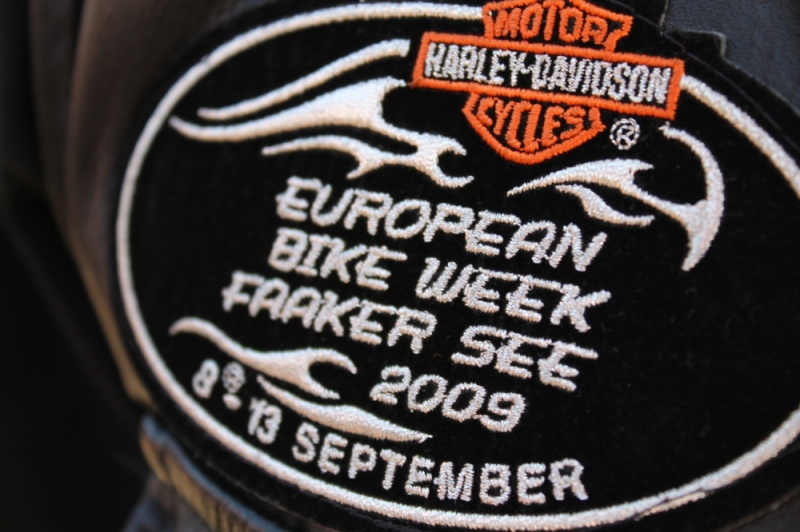 MOTOR
HARLEY-DAVIDSON
CYCLES
®
EUROPEAN
BIKE WEEK
FAAKER SEE
2009
8®- 13 SEPTEMBER